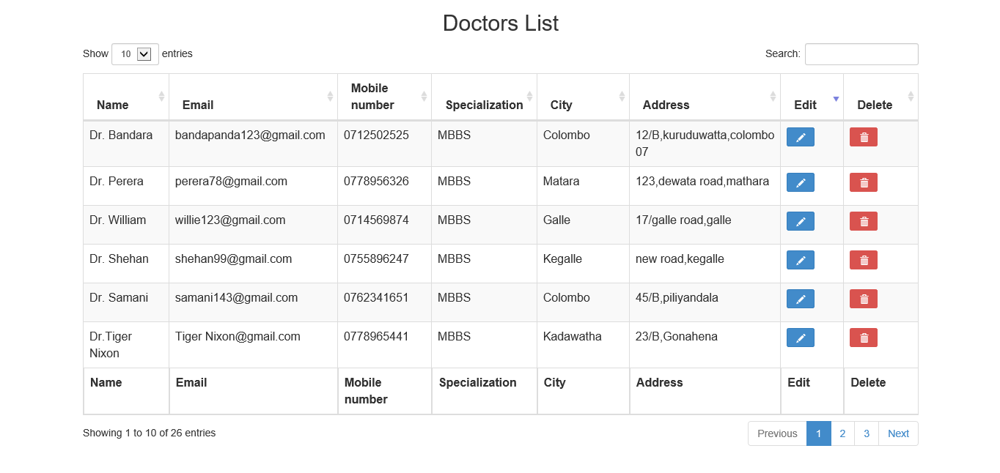 Doctors List
Show 10 entries Search:
Name Email Mobile number Specialization City Address Edit Delete
Dr. Bandara bandapanda123@gmail.com 0712502525 MBBS Colombo 12/B,kuruduwatta,colombo 07
Dr. Perera perera78@gmail.com 0778956326 MBBS Matara 123,dewata road,mathara
Dr. William willie123@gmail.com 0714569874 MBBS Galle 17/galle road,galle
Dr. Shehan shehan99@gmail.com 0755896247 MBBS Kegalle new road,kegalle
Dr. Samani samani143@gmail.com 0762341651 MBBS Colombo 45/B,piliyandala
Dr.Tiger Nixon Tiger Nixon@gmail.com 0778965441 MBBS Kadawatha 23/B,Gonahena
Name Email Mobile number Specialization City Address Edit Delete
Showing 1 to 10 of 26 entries Previous 1 2 3 Next